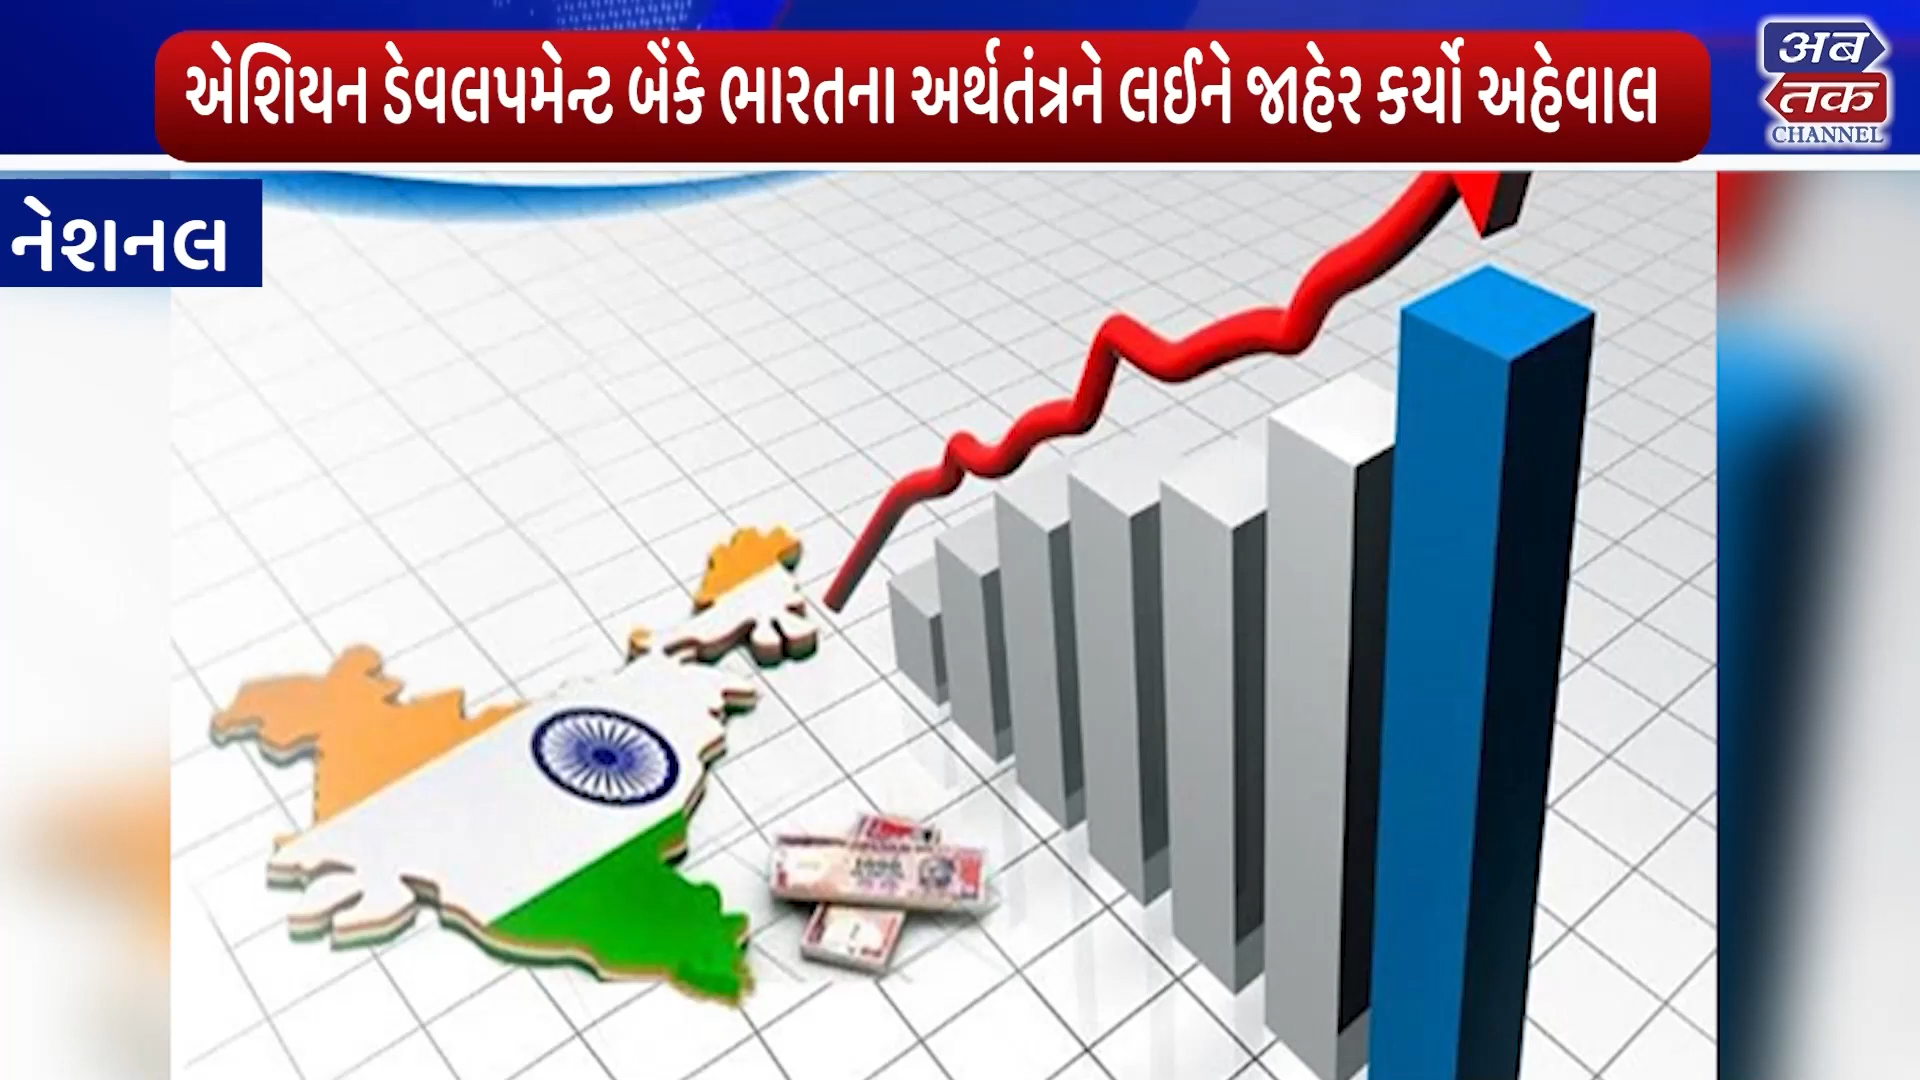 એશિયન ડેવલપમેન્ટ બેંકે ભારતના અર્થતંત્રને લઈને જાહેર કર્યો અહેવાલ
अब
तक
CHANNEL
નેશનલ